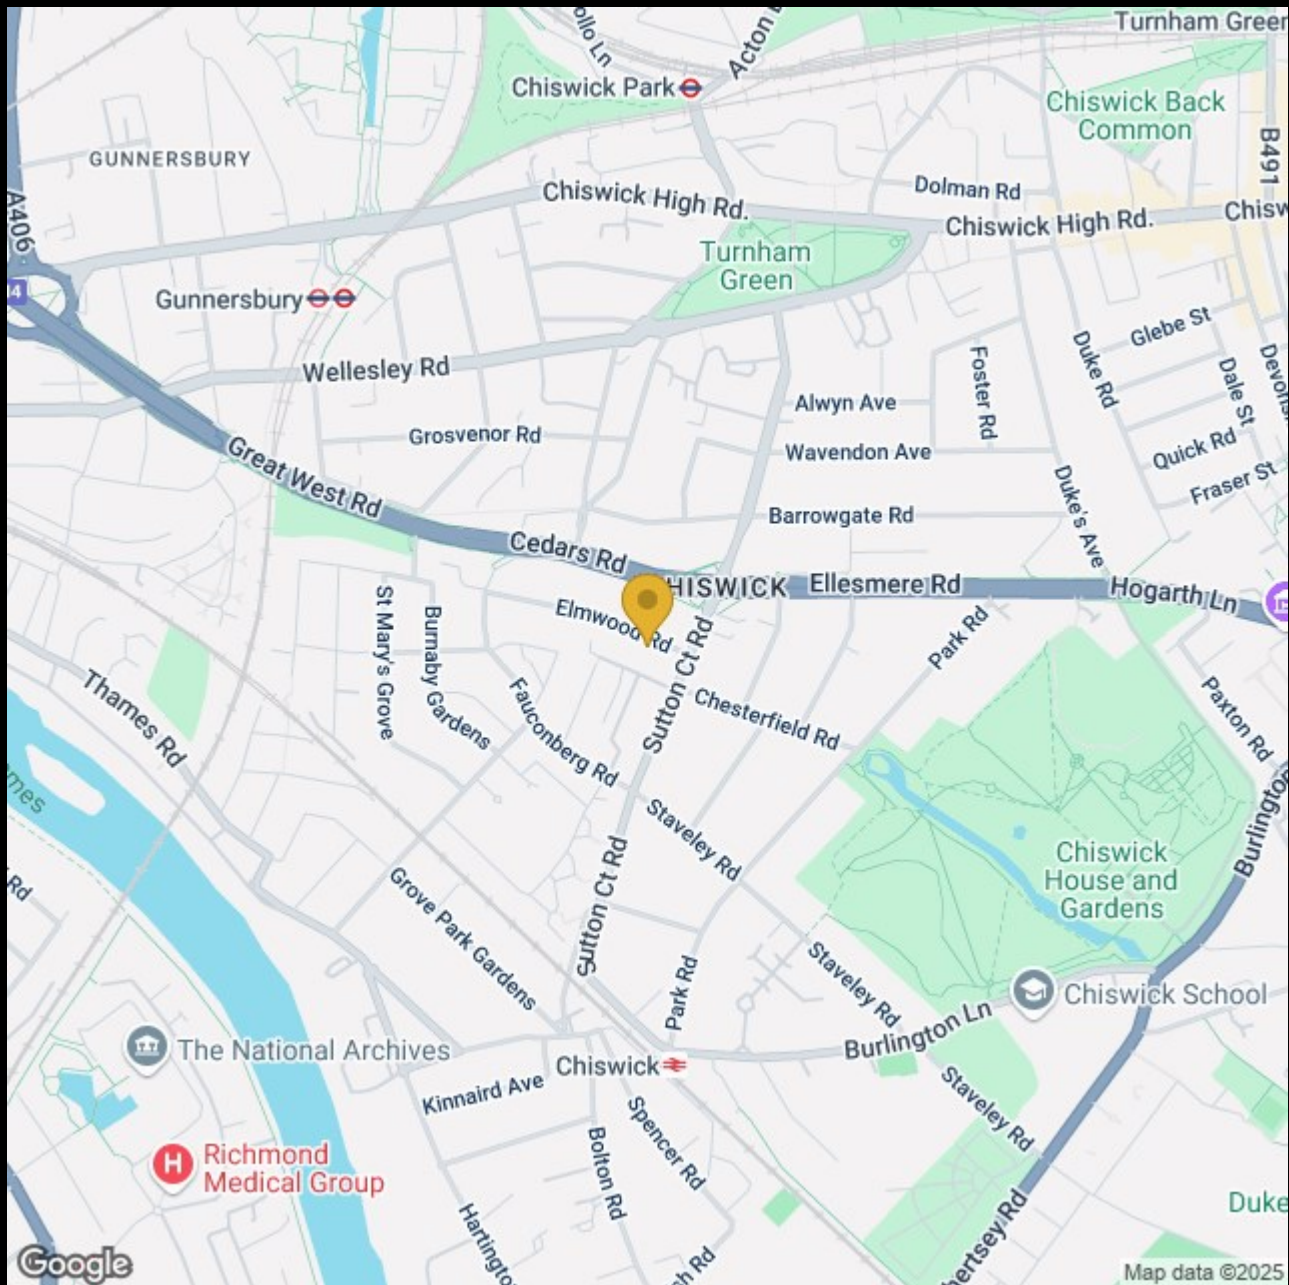 Turnham Green
Chiswick Park
Chiswick Back
Common
GUNNERSBURY
B491
Dolman Rd
Chiswick High Rd.
Chiswick High Rd.
A406
Turnham
Green
Gunnersbury
Glebe St
Duke Rd
Dale St
Foster Rd
Wellesley Rd
Alwyn Ave
Grosvenor Rd
Wavendon Ave
Quick Rd
Fraser St
Great West Rd
Barrowgate Rd
Duke's Ave
Cedars Rd
HISWICK
Ellesmere Rd
Hogarth Ln
Elmwood Rd
St Mary's Grove
Burnaby Gardens
Park Rd
Sutton Ct Rd
Thames Rd
Fauconberg Rd
Chesterfield Rd
Paxton Rd
Staveley Rd
Burlington
Chiswick
House and
Gardens
Sutton Ct Rd
Grove Park Gardens
Staveley Rd
Park Rd
Chiswick School
Burlington Ln
The National Archives
Chiswick
Kinnaird Ave
Staveley Rd
Spencer Rd
Bolton Rd
Richmond
Medical Group
Duke
Google
Map data ©2025